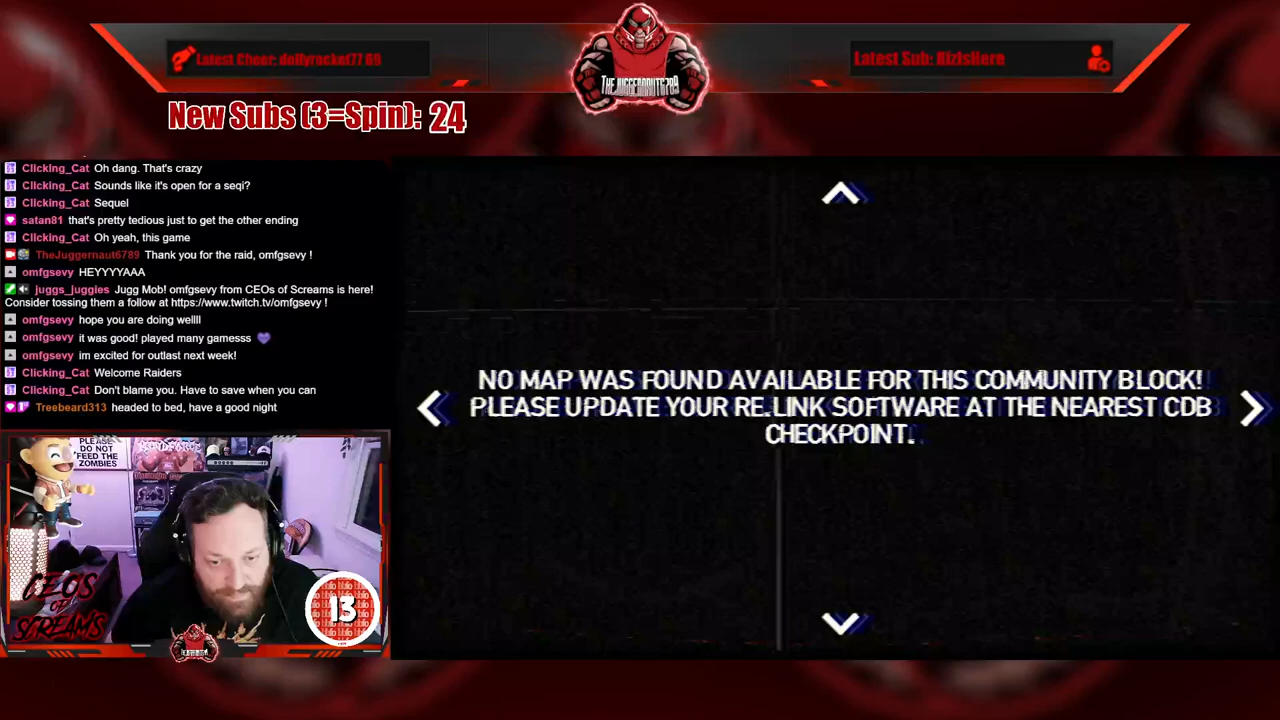 Latest Cheer: dollyrocket77 69
THEJUGGERNAUT6789
Latest Sub: RizIsHere
New Subs (3=Spin): 24
Clicking_Cat Oh dang. That's crazy
Clicking_Cat Sounds like it's open for a seqi?
Clicking_Cat Sequel
satan81 that's pretty tedious just to get the other ending
Clicking_Cat Oh yeah, this game
TheJuggernaut6789 Thank you for the raid, omfgsevy !
omfgsevy HEYYYYAAA
juggs_juggies Jugg Mob! omfgsevy from CEOs of Screams is here!
Consider tossing them a follow at https://www.twitch.tv/omfgsevy !
omfgsevy hope you are doing wellll
omfgsevy it was good! played many gamesss
omfgsevy im excited for outlast next week!
Clicking_Cat Welcome Raiders
Clicking_Cat Don't blame you. Have to save when you can
Treebeard313 headed to bed, have a good night
NO MAP WAS FOUND AVAILABLE FOR THIS COMMUNITY BLOCK!
PLEASE UPDATE YOUR RE.LINK SOFTWARE AT THE NEAREST CDB
CHECKPOINT.
PLEASE
DO NOT
FEED THE
ZOMBIES
CEOS
OF
SCREAMS
13